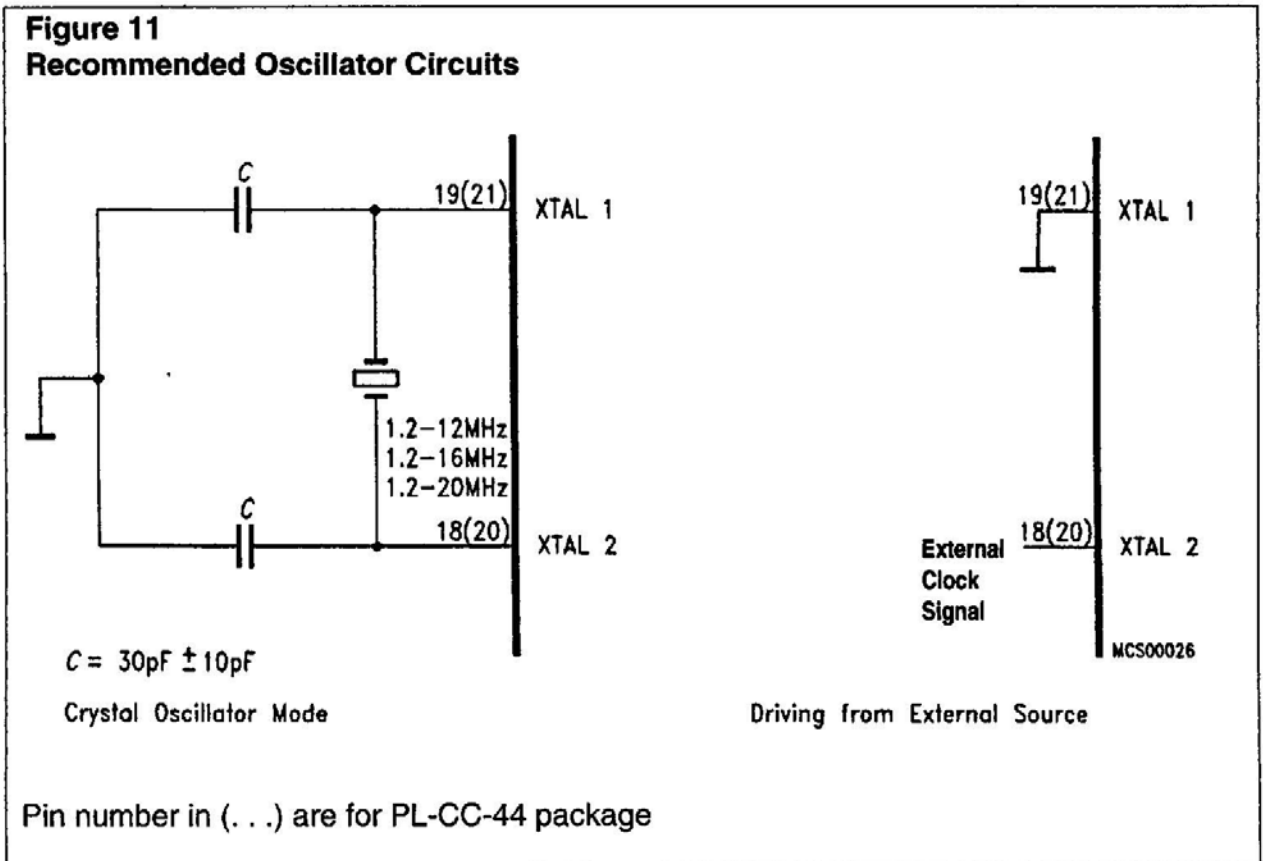 Figure 11
Recommended Oscillator Circuits
C
19(21)
XTAL 1
1.2-12MHz
1.2-16MHz
1.2-20MHz
C
18(20)
XTAL 2
C = 30pF ±10pF
Crystal Oscillator Mode
19(21)
XTAL 1
External
Clock
Signal
18(20)
XTAL 2
MCS00026
Driving from External Source
Pin number in (. . .) are for PL-CC-44 package